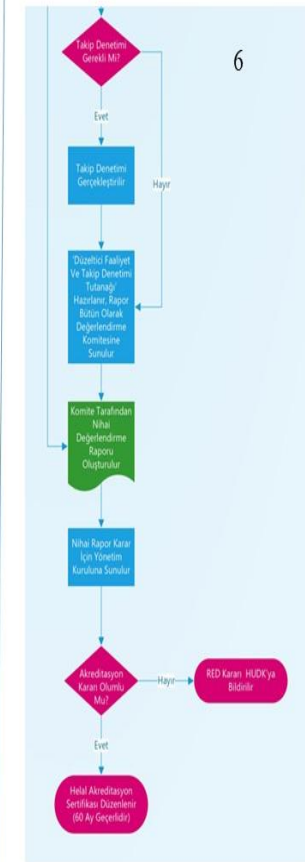 Takip Denetimi
Gerekli Mi?
6
Evet
Hayır
Takip Denetimi
Gerçekleştirilir
'Düzeltici Faaliyet
Ve Takip Denetimi
Tutanağı'
Hazırlanır, Rapor
Bütün Olarak
Değerlendirme
Komitesine
Sunulur
Komite Tarafından
Nihai
Değerlendirme
Raporu
Oluşturulur
Nihai Rapor Karar
İçin Yönetim
Kuruluna Sunulur
Akreditasyon
Kararı Olumlu
Mu?
Hayır
RED Kararı HUDK'ya
Bildirilir
Evet
Helal Akreditasyon
Sertifikası Düzenlenir
(60 Ay Geçerlidir)